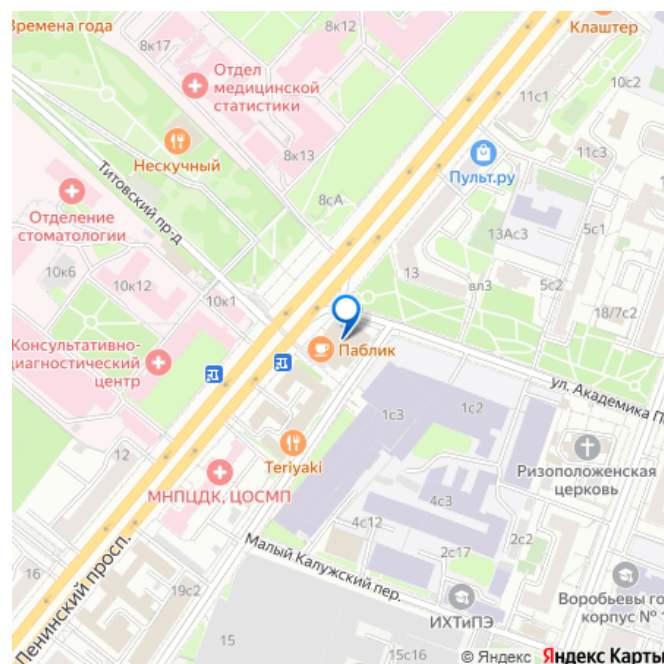 Времена года
8к17
8к12
Клаштер
10с2
Отдел
медицинской
статистики
11с1
8к13
Нескучный
11с3
Пульт.ру
Титовский пр-д
8сА
Отделение
стоматологии
13Ас3
5с1
10к6
10к12
13
вл3
5с2
10к1
18/7с2
Консультативно-
диагностический
центр
Паблик
ул. Академика П
1с3
1с2
12
Teriyaki
Ризоположенская
церковь
МНПЦДК, ЦОСМП
4с3
4с12
2с2
Ленинский просп.
Малый Калужский пер.
2с17
16
19с2
ИХТиПЭ
Воробьевы го
корпус № 1
15
15с16
© Яндекс Яндекс Карты